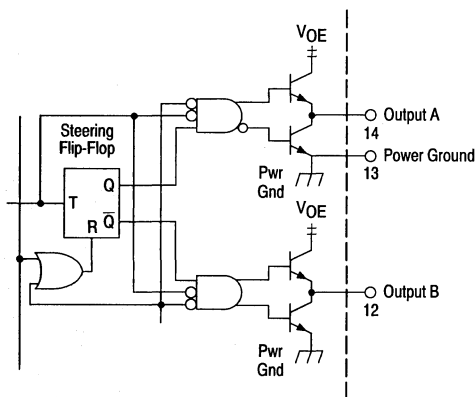 VOE
Steering
Flip-Flop
Output A
14
Power Ground
13
Q
T
Pwr
Gnd
Q̅
R
VOE
Output B
12
Pwr
Gnd